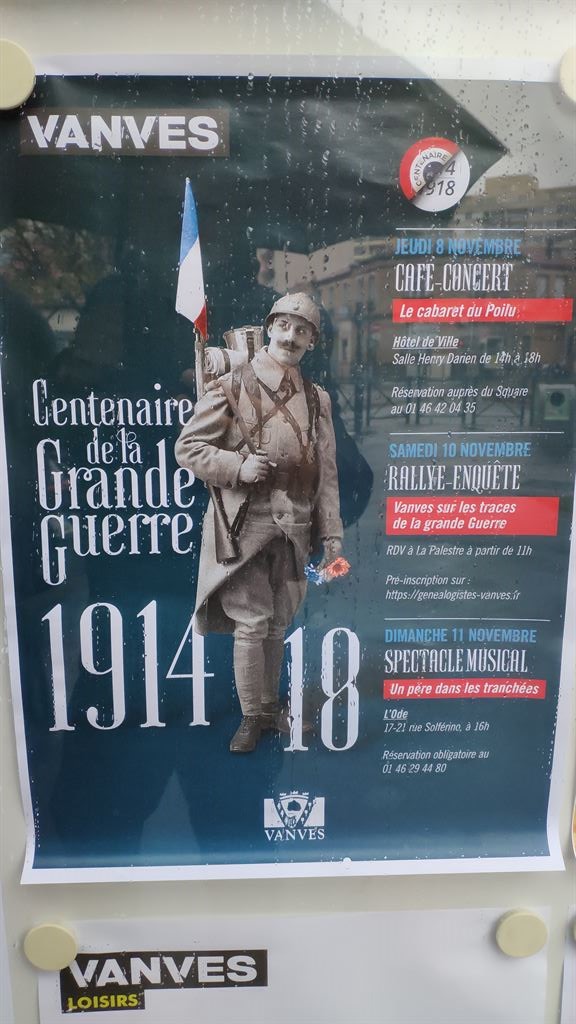 VANVES
CENTENAIRE
14
1918
JEUDI 8 NOVEMBRE
CAFÉ-CONCERT
Le cabaret du Poilu
Hôtel de Ville
Salle Henry Darien de 14h à 18h
Réservation auprès du Square
au 01 46 42 04 35
SAMEDI 10 NOVEMBRE
RALLYE-ENQUÊTE
Vanves sur les traces
de la grande Guerre
RDV à La Palestre à partir de 11h
Pré-inscription sur :
https://genealogistes-vanves.fr
DIMANCHE 11 NOVEMBRE
SPECTACLE MUSICAL
Un père dans les tranchées
L'Ode
17-21 rue Solférino, à 16h
Réservation obligatoire au
01 46 29 44 80
Centenaire
de la
Grande
Guerre
1914 18
VANVES
VANVES
LOISIRS